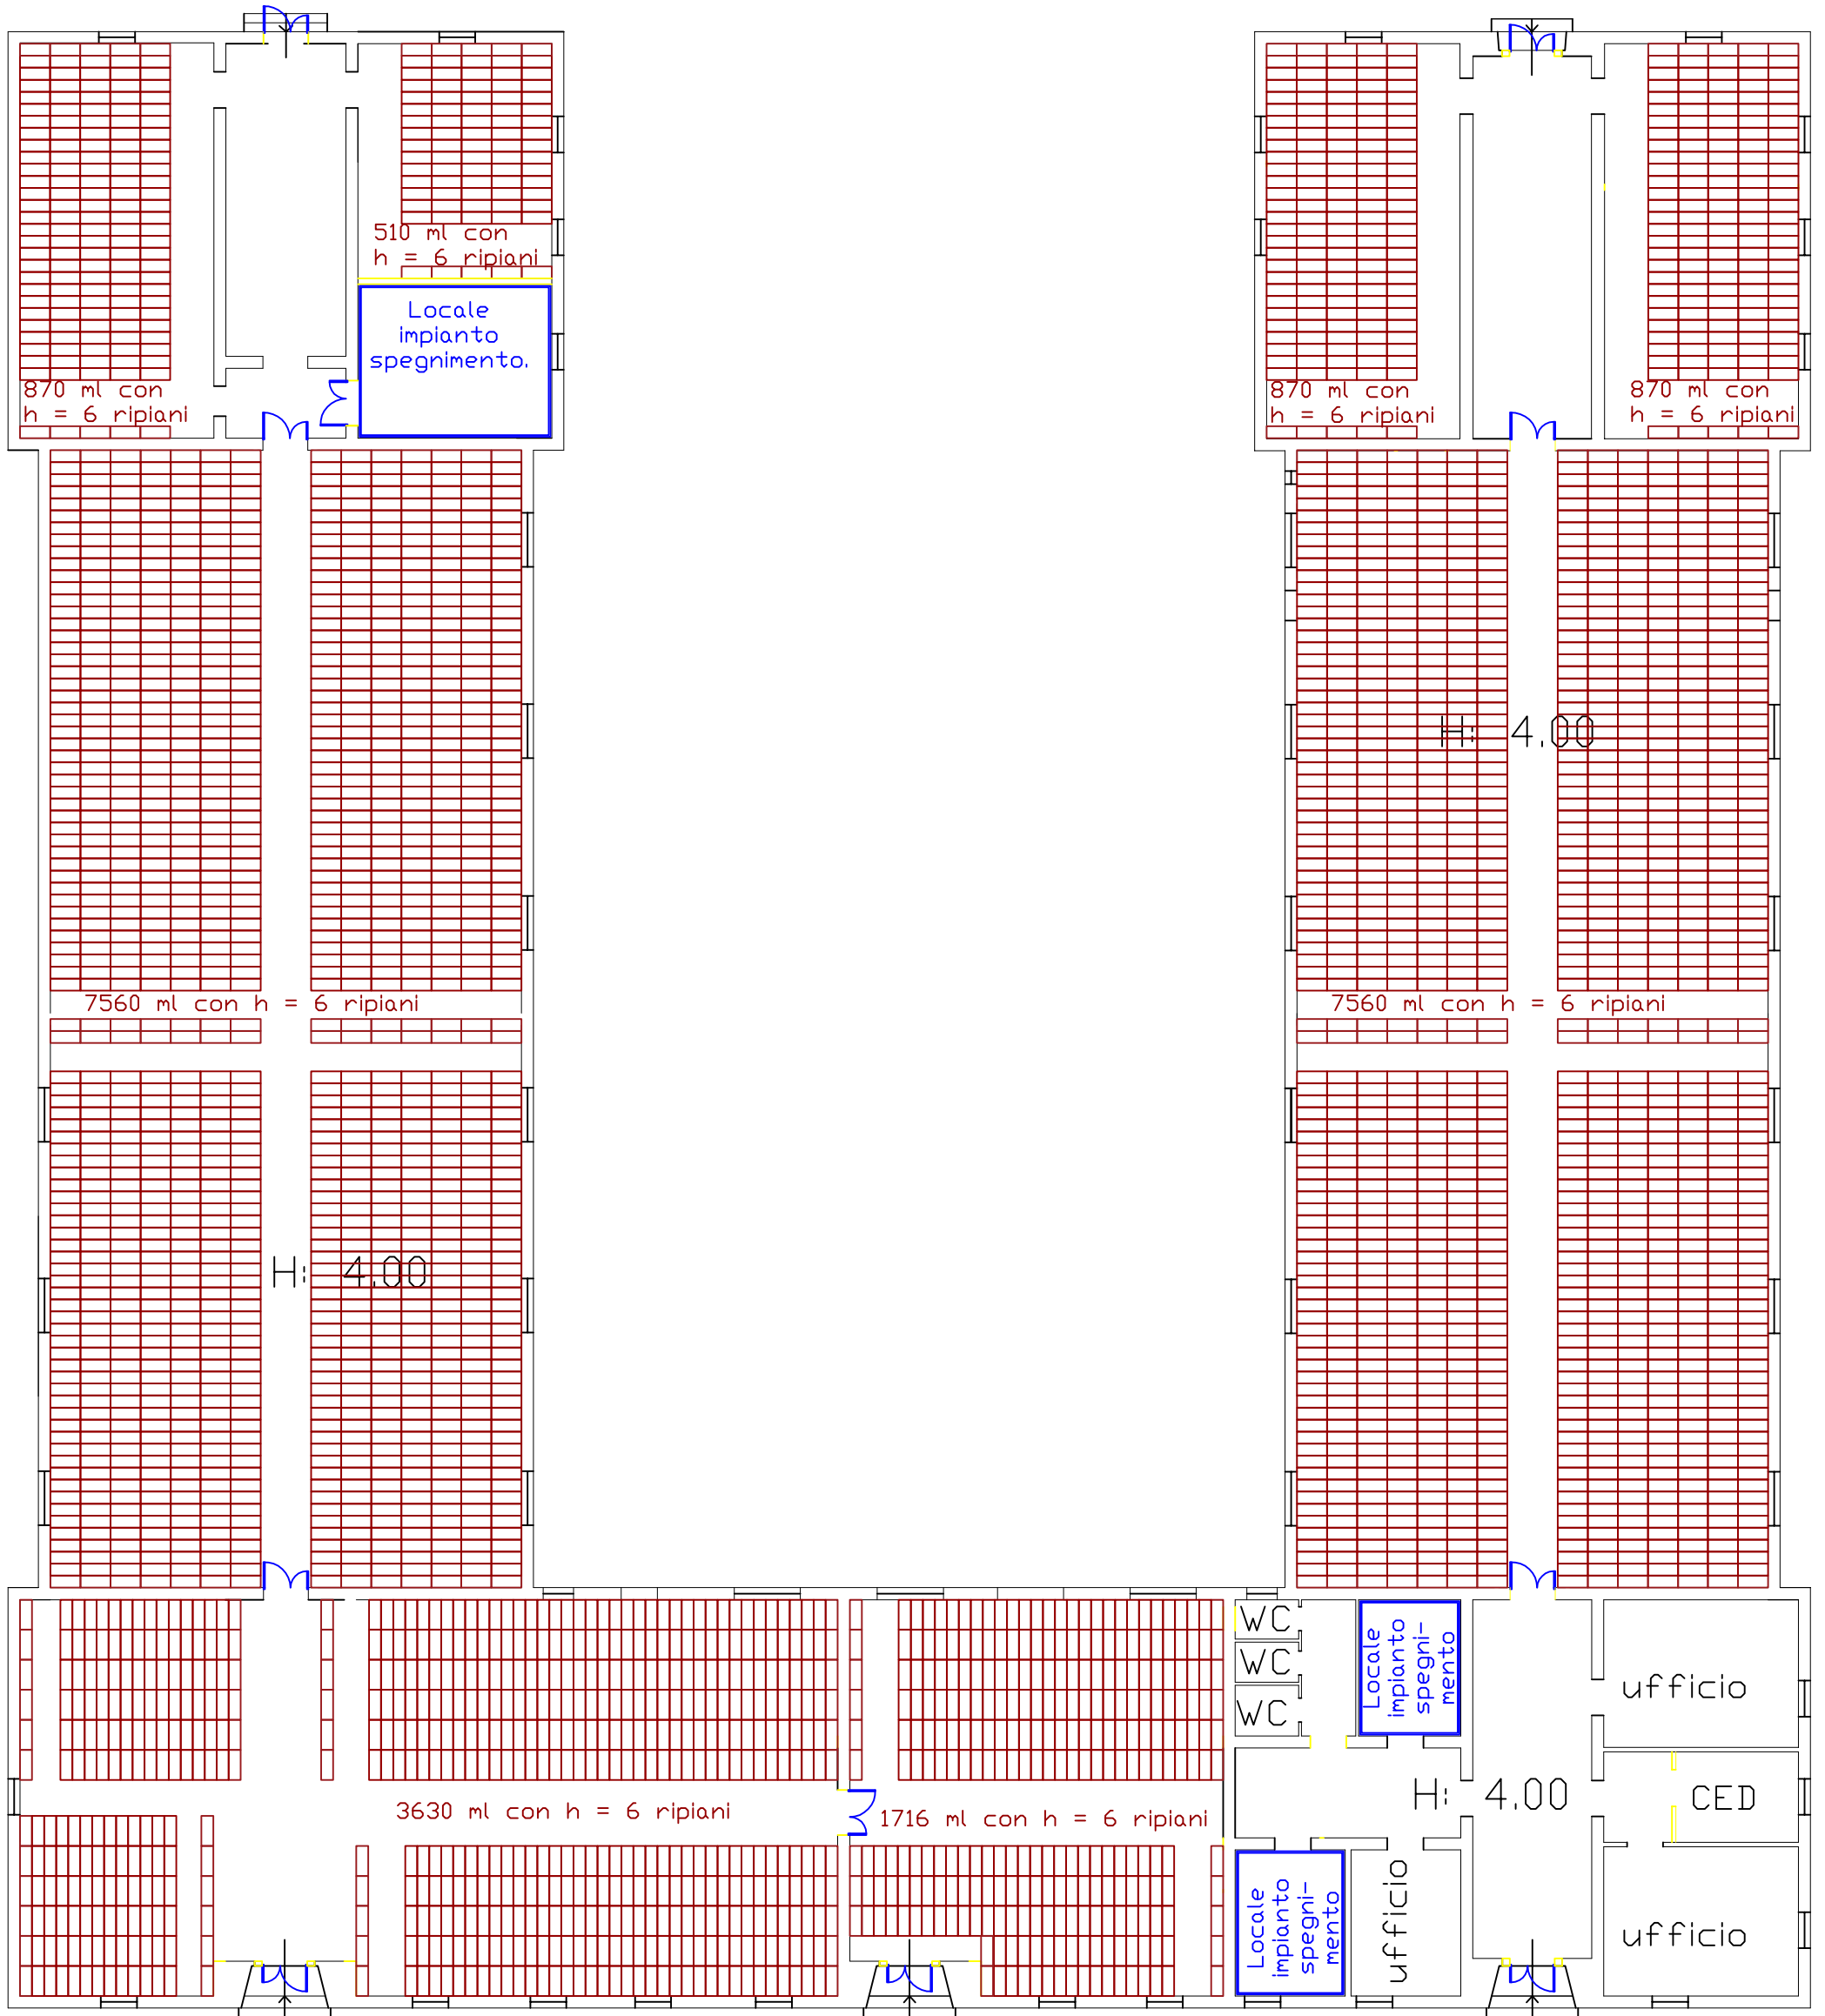 510 ml con
h = 6 ripiani
Locale
impianto
spegnimento.
870 ml con
h = 6 ripiani
870 ml con
h = 6 ripiani
870 ml con
h = 6 ripiani
H: 4.00
7560 ml con h = 6 ripiani
7560 ml con h = 6 ripiani
H: 4.00
WC
WC
WC
Locale
impianto
spegni-
mento
ufficio
3630 ml con h = 6 ripiani
1716 ml con h = 6 ripiani
H: 4.00
CED
Locale
impianto
spegni-
mento
ufficio
ufficio